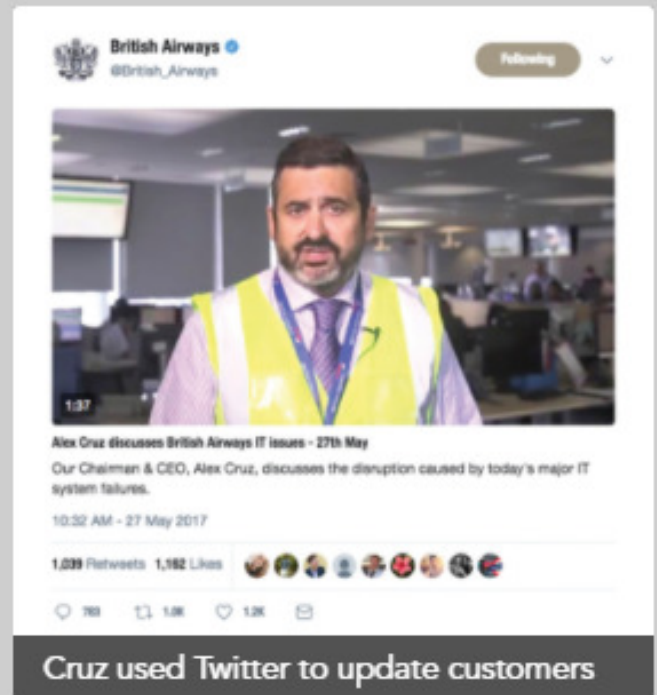 British Airways
@British_Airways
Following
1:37
Alex Cruz discusses British Airways IT issues - 27th May
Our Chairman & CEO, Alex Cruz, discusses the disruption caused by today's major IT
system failures.
10:32 AM - 27 May 2017
1,039 Retweets 1,162 Likes
783 1.0K 1.2K
Cruz used Twitter to update customers